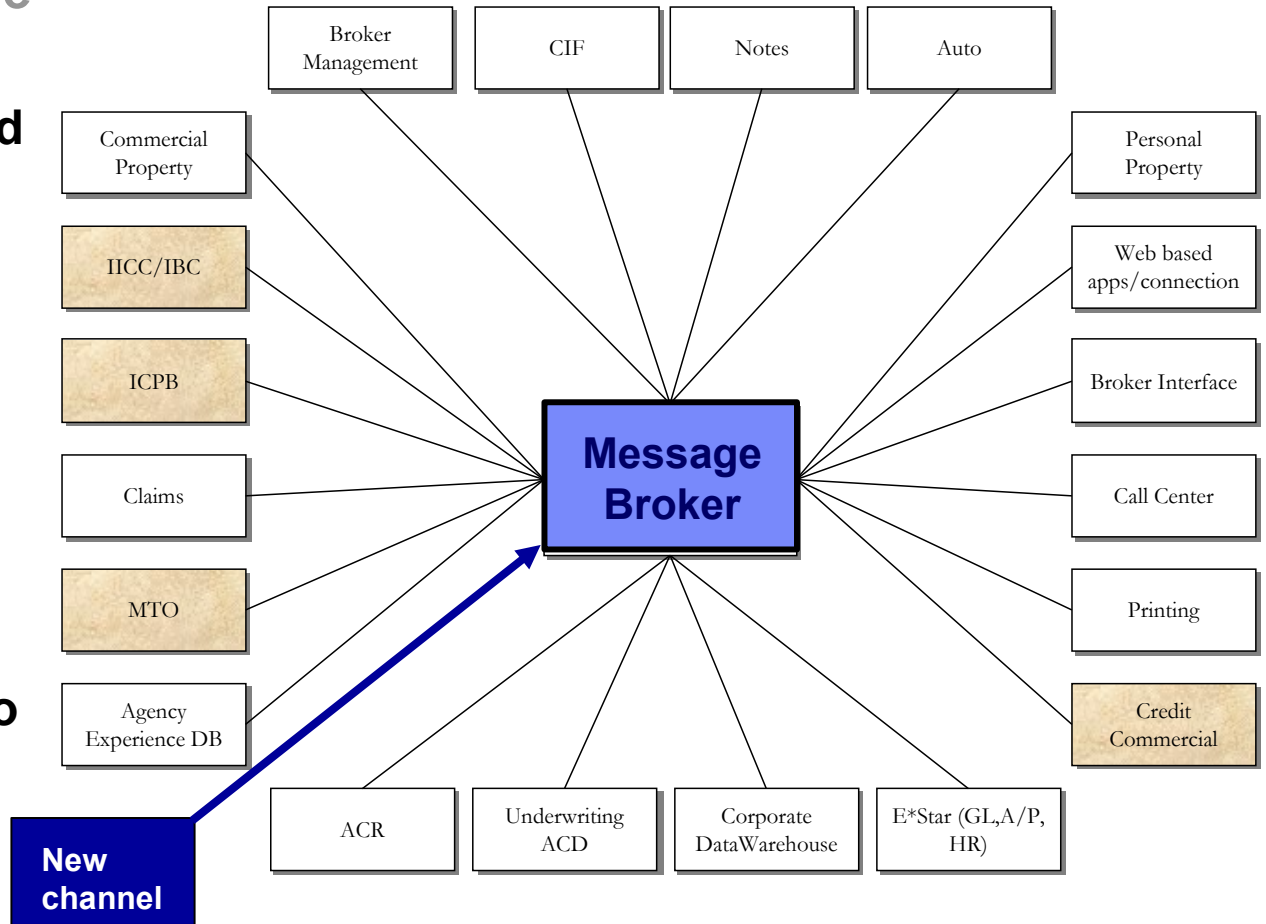 Broker
Management
CIF
Notes
Auto
Commercial
Property
Personal
Property
IICC/IBC
Web based
apps/connection
ICPB
Broker Interface
Message
Broker
Claims
Call Center
MTO
Printing
Agency
Experience DB
Credit
Commercial
ACR
Underwriting
ACD
Corporate
DataWarehouse
E*Star (GL,A/P,
HR)
New
channel